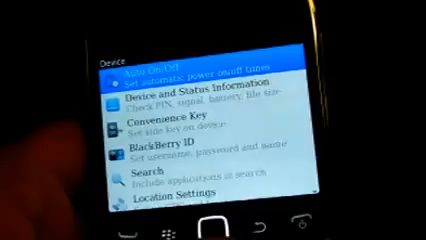 Device
Auto On/Off
Set automatic power on/off times
Device and Status Information
Check PIN, signal, battery, file size
Convenience Key
Set side key on device
BlackBerry ID
Set username, password and name
Search
Include applications in search
Location Settings